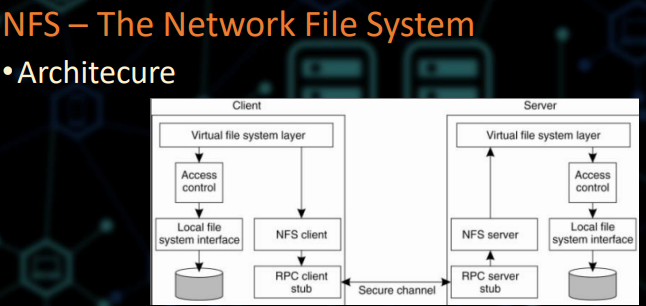 NFS – The Network File System
•Architecure
Client
Server
Virtual file system layer
Virtual file system layer
Access
control
Access
control
Local file
system interface
NFS client
NFS server
Local file
system interface
RPC client
stub
Secure channel
RPC server
stub